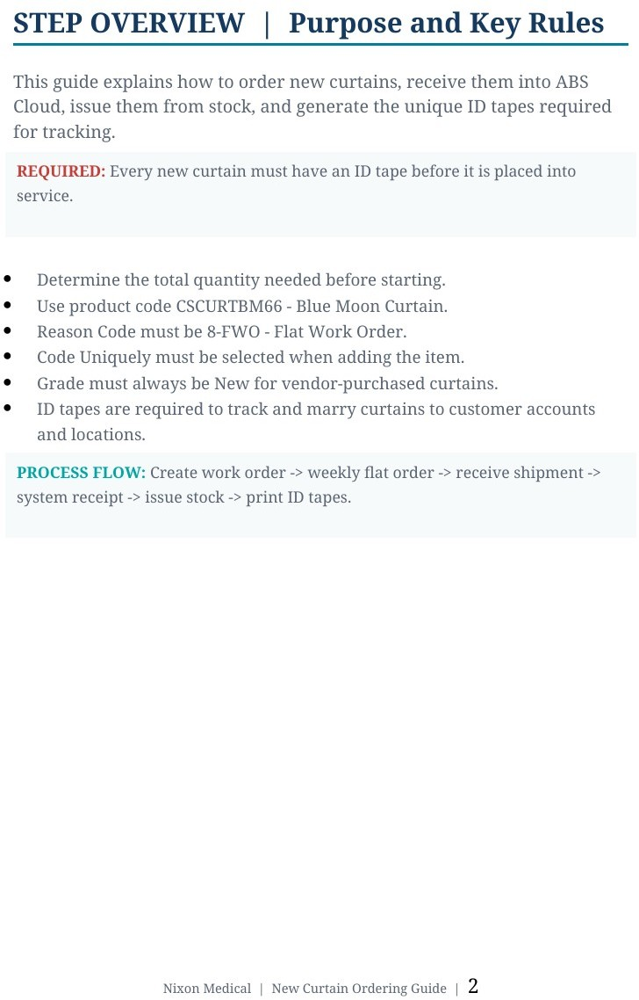 STEP OVERVIEW | Purpose and Key Rules
This guide explains how to order new curtains, receive them into ABS
Cloud, issue them from stock, and generate the unique ID tapes required
for tracking.
REQUIRED: Every new curtain must have an ID tape before it is placed into
service.
• Determine the total quantity needed before starting.
• Use product code CSCURTBM66 - Blue Moon Curtain.
• Reason Code must be 8-FWO - Flat Work Order.
• Code Uniquely must be selected when adding the item.
• Grade must always be New for vendor-purchased curtains.
• ID tapes are required to track and marry curtains to customer accounts
and locations.
PROCESS FLOW: Create work order -> weekly flat order -> receive shipment ->
system receipt -> issue stock -> print ID tapes.
Nixon Medical | New Curtain Ordering Guide | 2